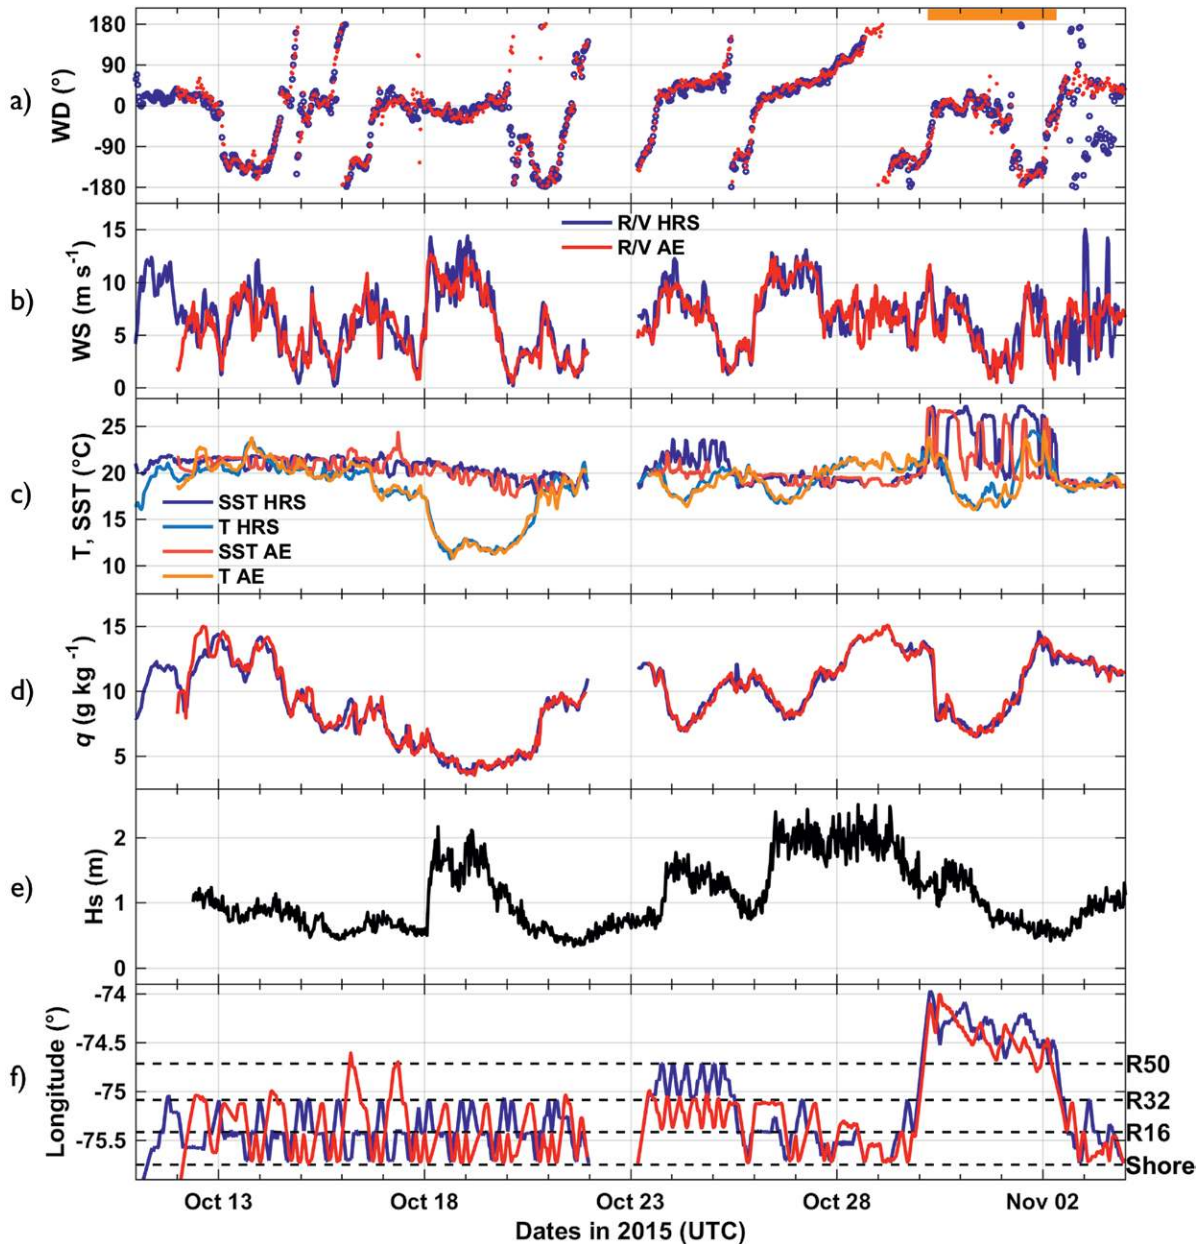 a)
WD (°)
180
90
0
-90
-180
b)
WS (m s⁻¹)
15
10
5
0
R/V HRS
R/V AE
c)
T, SST (°C)
25
20
15
10
SST HRS
T HRS
SST AE
T AE
d)
q (g kg⁻¹)
15
10
5
e)
Hs (m)
2
1
0
f)
Longitude (°)
-74
-74.5
-75
-75.5
R50
R32
R16
Shore
Oct 13 Oct 18 Oct 23 Oct 28 Nov 02
Dates in 2015 (UTC)